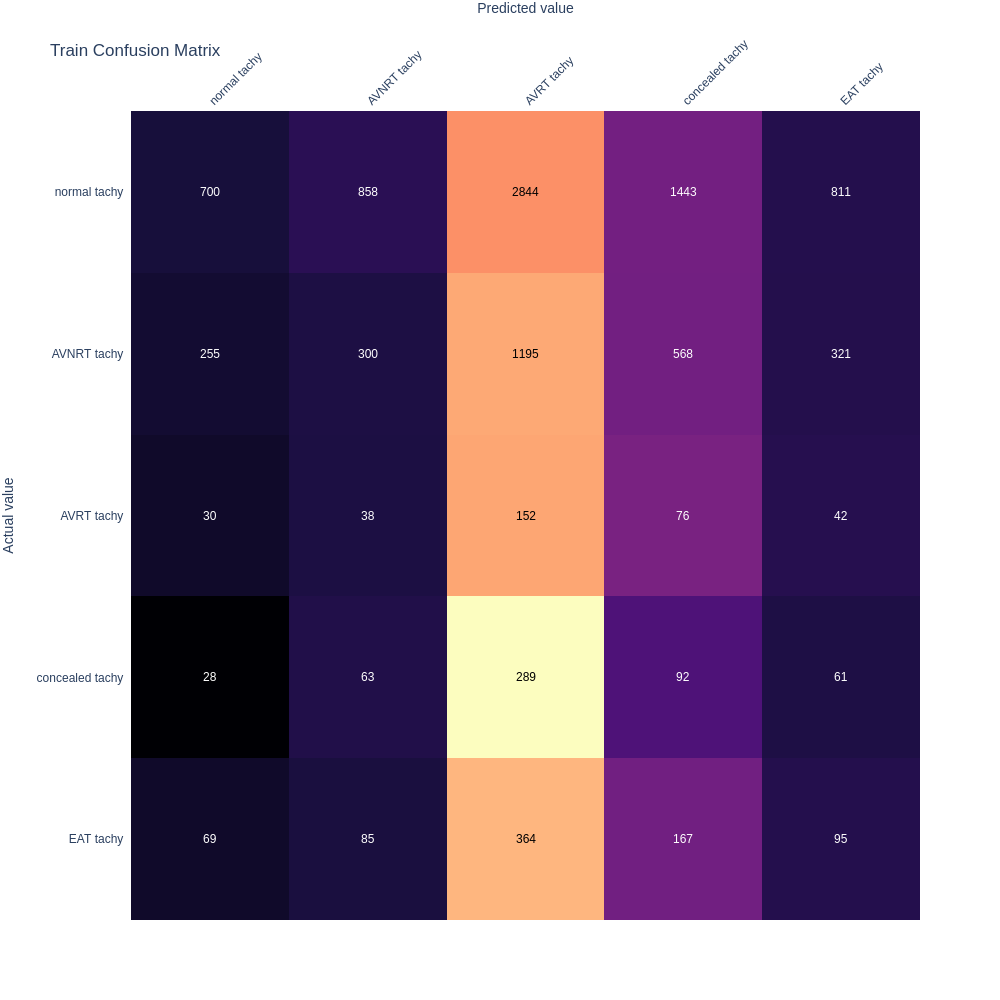 Predicted value
Train Confusion Matrix
normal tachy
AVNRT tachy
AVRT tachy
concealed tachy
EAT tachy
Actual value
normal tachy 700 858 2844 1443 811
AVNRT tachy 255 300 1195 568 321
AVRT tachy 30 38 152 76 42
concealed tachy 28 63 289 92 61
EAT tachy 69 85 364 167 95